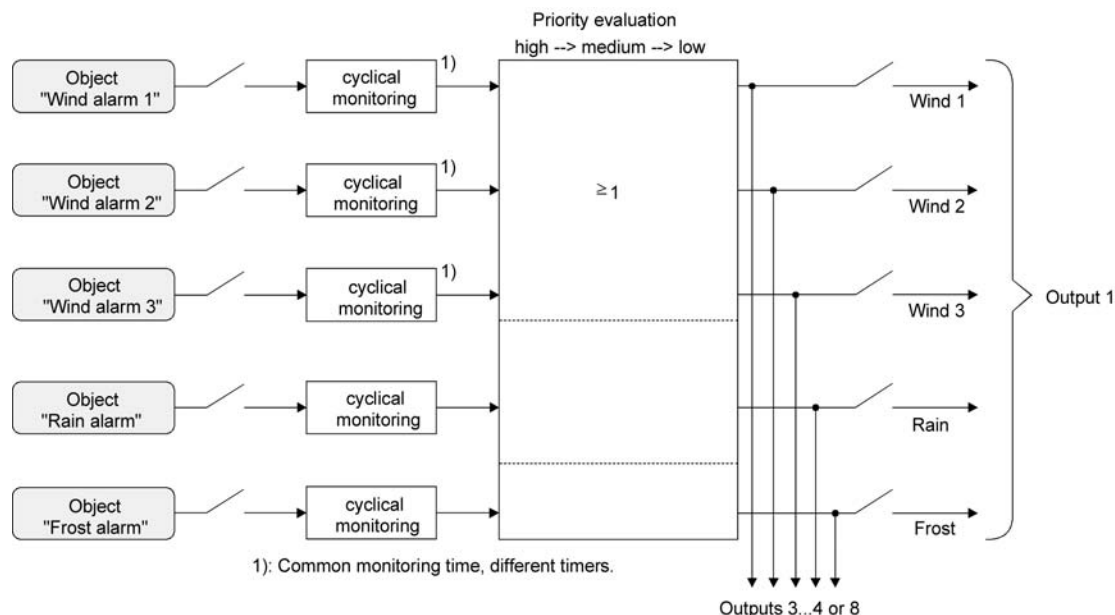 Priority evaluation
high --> medium --> low
Object
"Wind alarm 1"
cyclical
monitoring
1)
Wind 1
Object
"Wind alarm 2"
cyclical
monitoring
1)
≥ 1
Wind 2
Object
"Wind alarm 3"
cyclical
monitoring
1)
Wind 3
Output 1
Object
"Rain alarm"
cyclical
monitoring
Rain
Object
"Frost alarm"
cyclical
monitoring
Frost
1): Common monitoring time, different timers.
Outputs 3...4 or 8